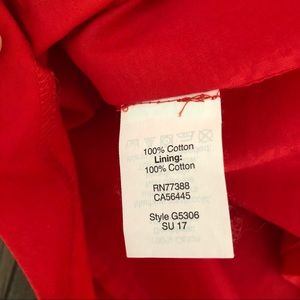 100% Cotton
Lining:
100% Cotton
RN77388
CA56445
Style G5306
SU 17